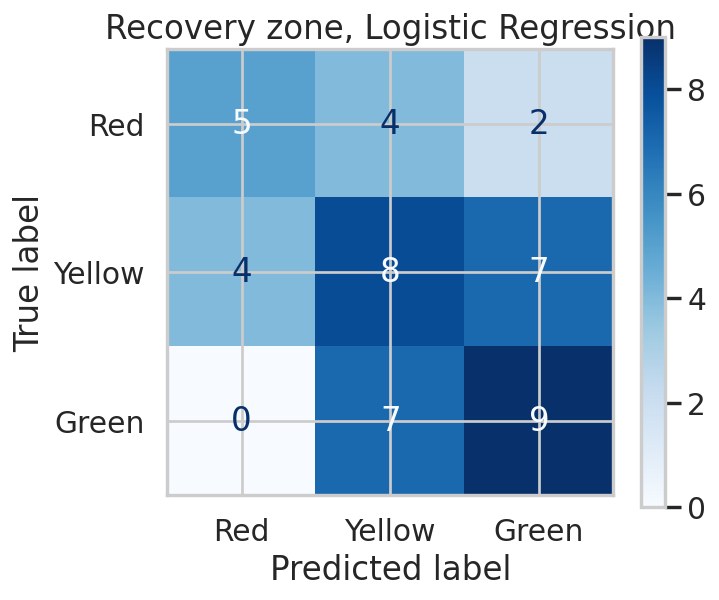 Recovery zone, Logistic Regression
Red 5 4 2
Yellow 4 8 7
Green 0 7 9
Red Yellow Green
Predicted label
True label
8
6
4
2
0